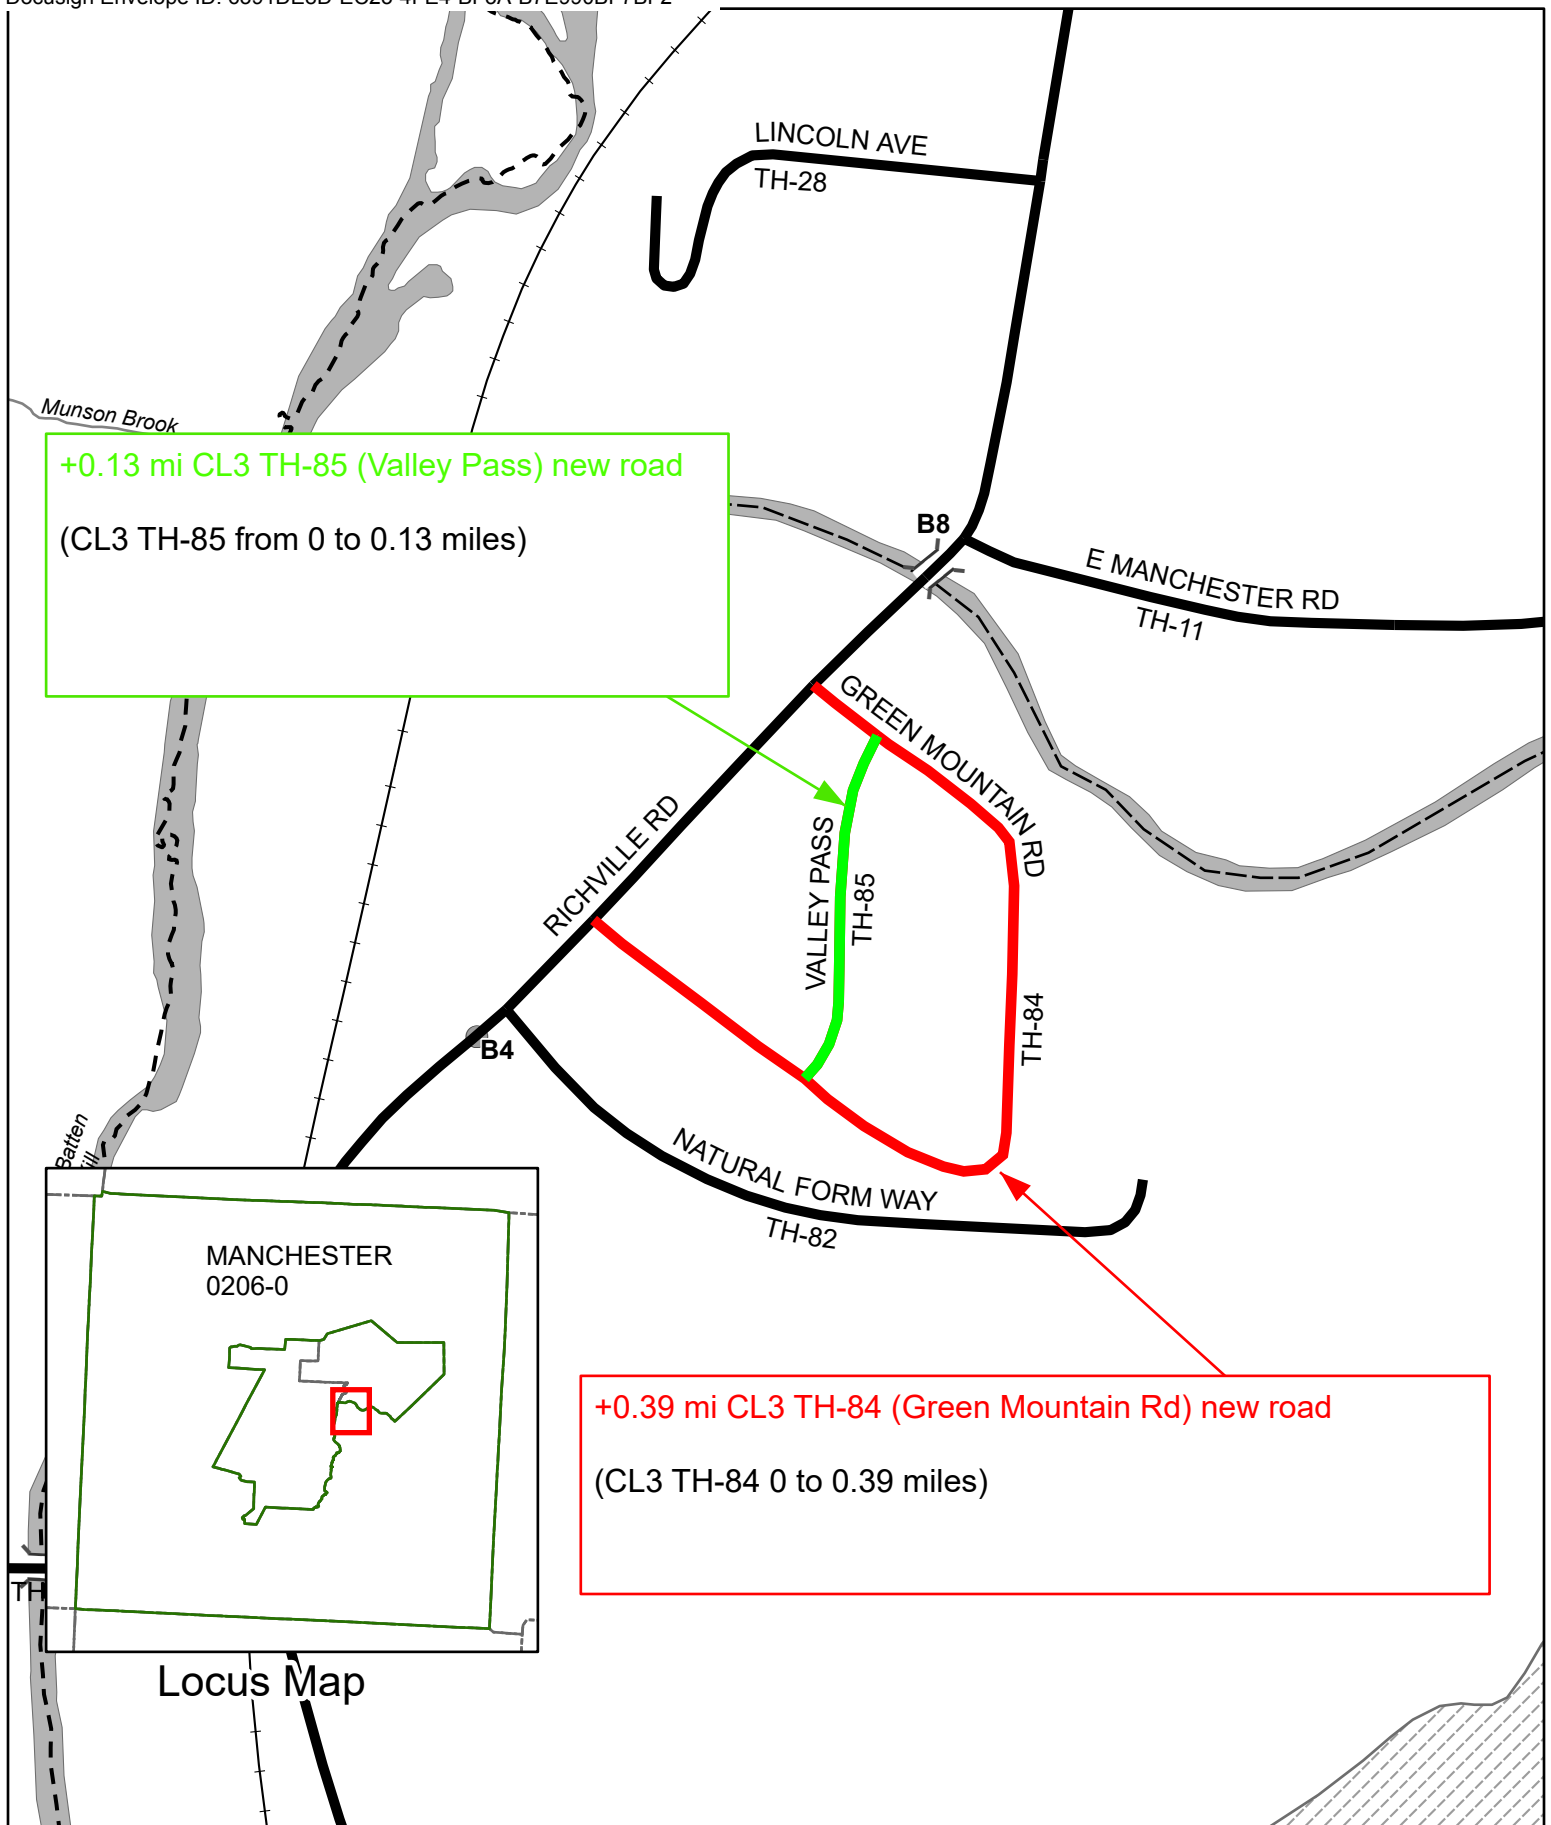 LINCOLN AVE
TH-28
Munson Brook
+0.13 mi CL3 TH-85 (Valley Pass) new road
(CL3 TH-85 from 0 to 0.13 miles)
B8
E MANCHESTER RD
TH-11
GREEN MOUNTAIN RD
RICHVILLE RD
VALLEY PASS
TH-85
TH-84
B4
Batten
NATURAL FORM WAY
TH-82
MANCHESTER
0206-0
+0.39 mi CL3 TH-84 (Green Mountain Rd) new road
(CL3 TH-84 0 to 0.39 miles)
TH
Locus Map